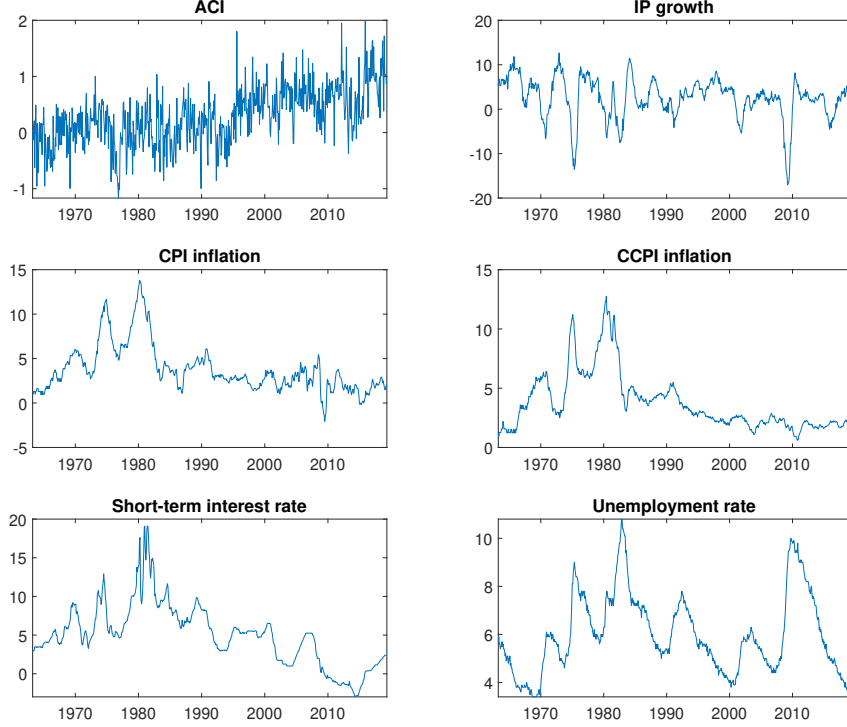 ACI
2
1
0
-1
1970 1980 1990 2000 2010
IP growth
20
10
0
-10
-20
1970 1980 1990 2000 2010
CPI inflation
15
10
5
0
-5
1970 1980 1990 2000 2010
CCPI inflation
15
10
5
0
1970 1980 1990 2000 2010
Short-term interest rate
20
15
10
5
0
1970 1980 1990 2000 2010
Unemployment rate
10
8
6
4
1970 1980 1990 2000 2010